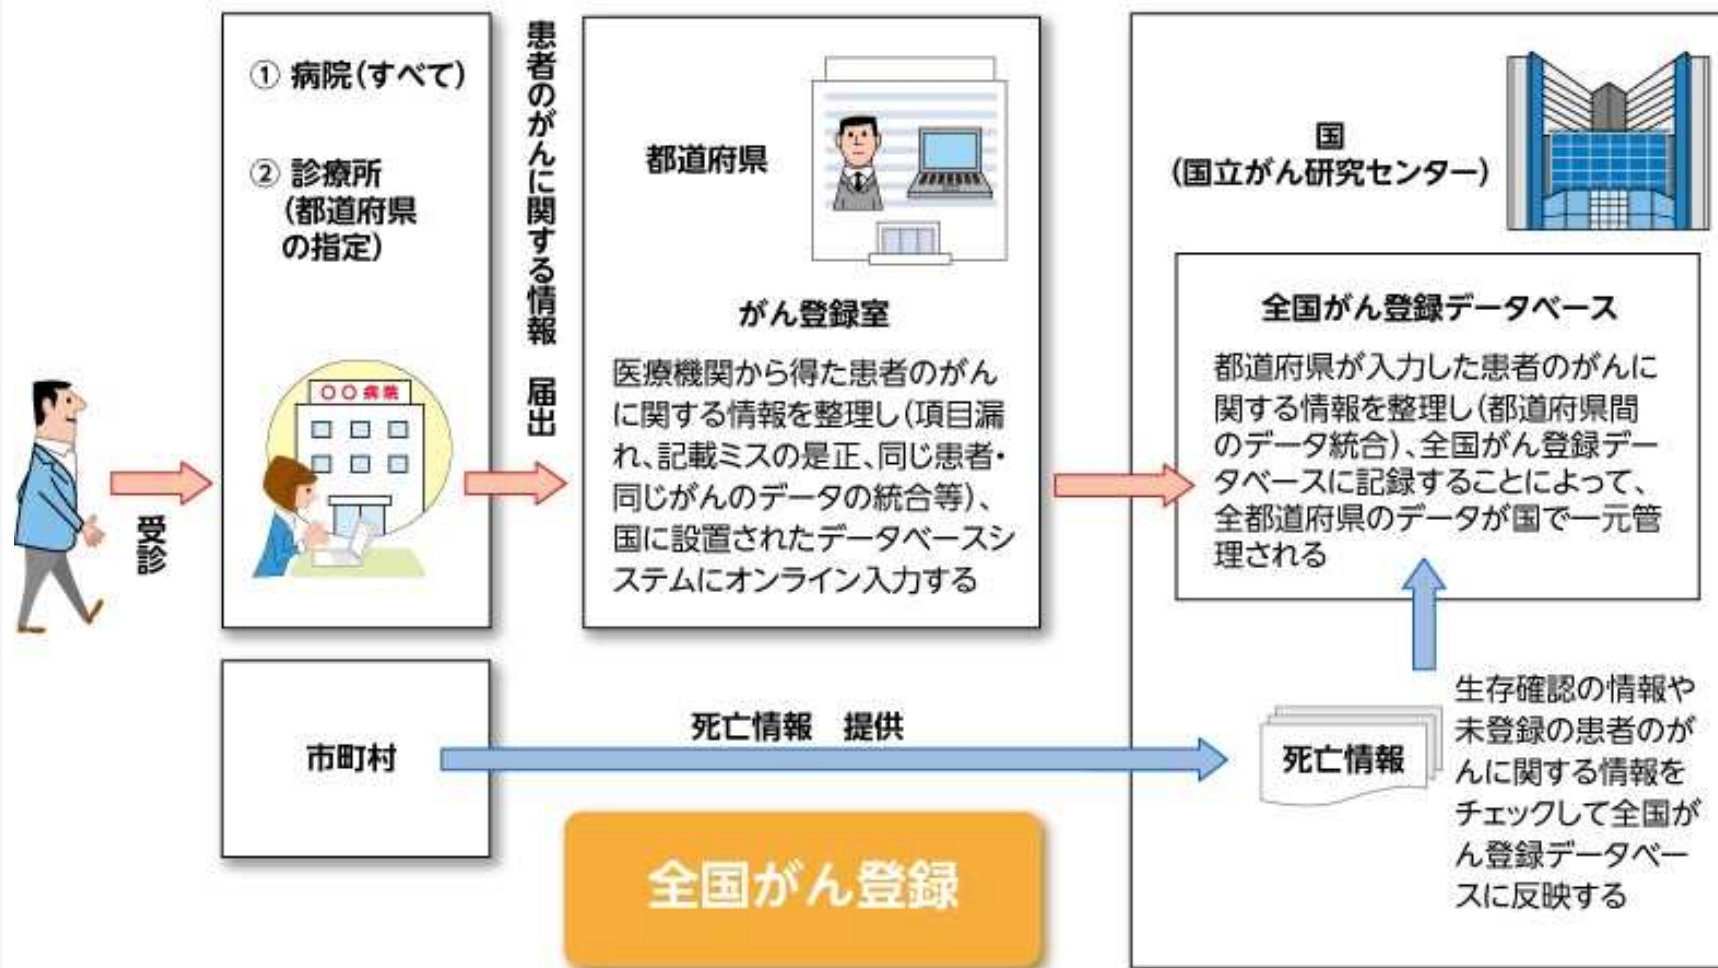 ① 病院(すべて)
② 診療所
(都道府県
の指定)
〇〇病院
受診
患者のがんに関する情報 届出
都道府県
がん登録室
医療機関から得た患者のがん
に関する情報を整理し(項目漏
れ、記載ミスの是正、同じ患者・
同じがんのデータの統合等)、
国に設置されたデータベースシ
ステムにオンライン入力する
国
(国立がん研究センター)
全国がん登録データベース
都道府県が入力した患者のがんに
関する情報を整理し(都道府県間
のデータ統合)、全国がん登録デー
タベースに記録することによって、
全都道府県のデータが国で一元管
理される
市町村
死亡情報 提供
死亡情報
生存確認の情報や
未登録の患者のが
んに関する情報を
チェックして全国が
ん登録データベー
スに反映する
全国がん登録